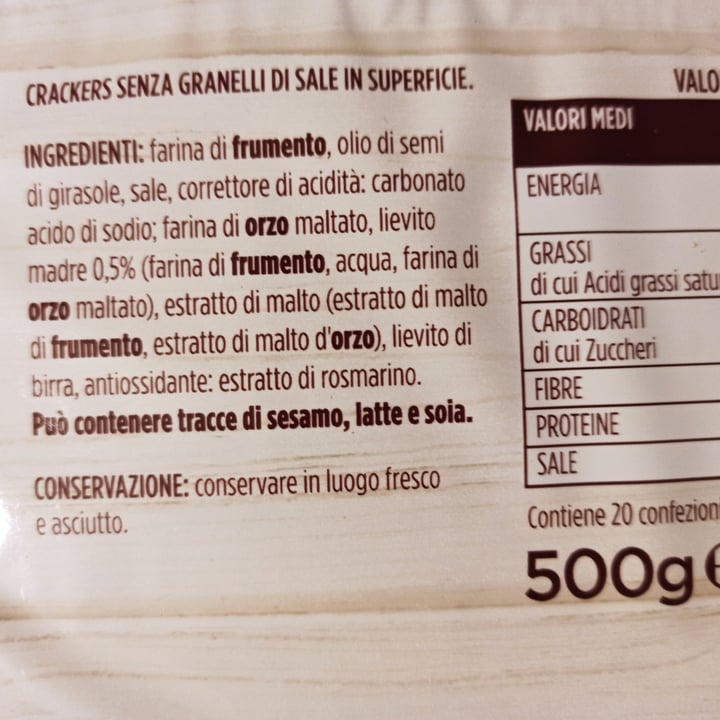 CRACKERS SENZA GRANELLI DI SALE IN SUPERFICIE.
INGREDIENTI: farina di frumento, olio di semi
di girasole, sale, correttore di acidità: carbonato
acido di sodio; farina di orzo maltato, lievito
madre 0,5% (farina di frumento, acqua, farina di
orzo maltato), estratto di malto (estratto di malto
di frumento, estratto di malto d'orzo), lievito di
birra, antiossidante: estratto di rosmarino.
Può contenere tracce di sesamo, latte e soia.
CONSERVAZIONE: conservare in luogo fresco
e asciutto.
VALO
VALORI MEDI
ENERGIA
GRASSI
di cui Acidi grassi satu
CARBOIDRATI
di cui Zuccheri
FIBRE
PROTEINE
SALE
Contiene 20 confezion
500g e